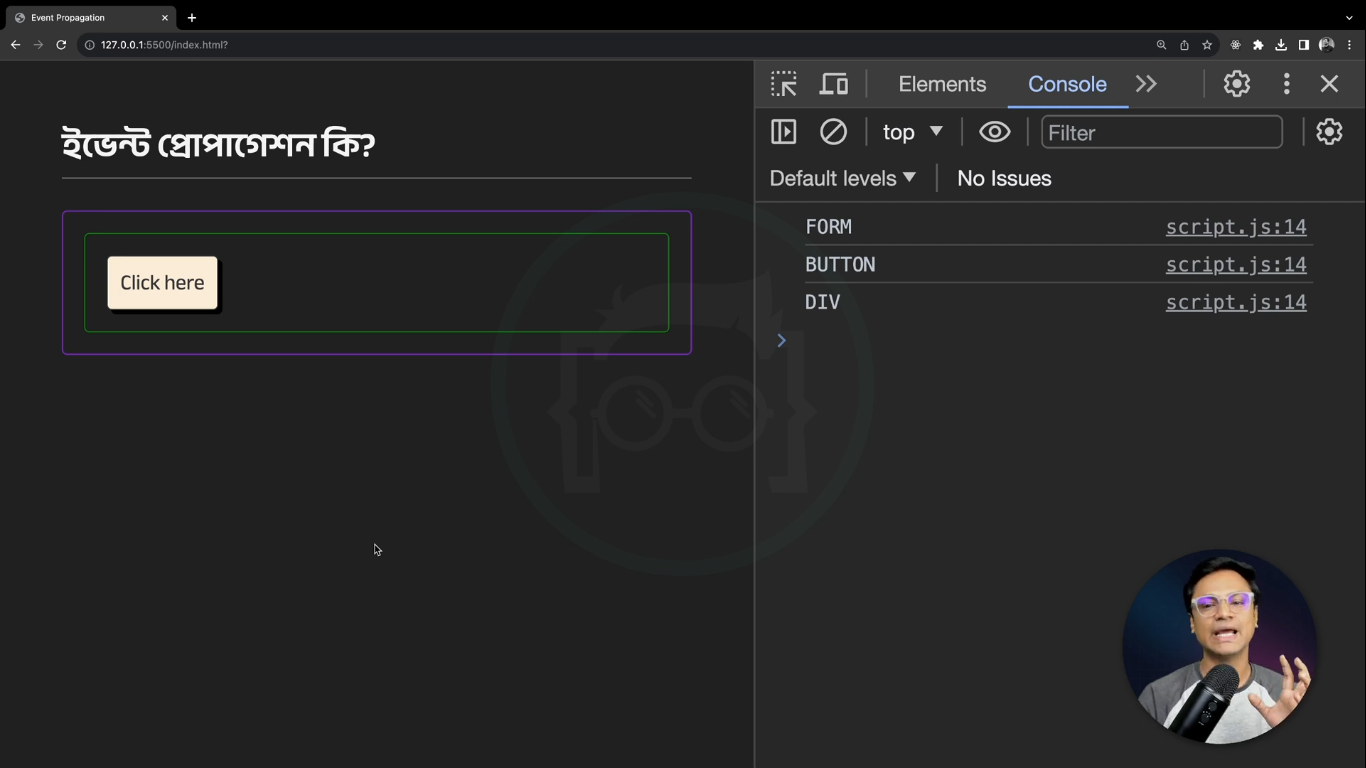 Event Propagation
127.0.0.1:5500/index.html?
Elements Console
top Filter
Default levels No Issues
ইভেন্ট প্রোপাগেশন কি?
Click here
FORM script.js:14
BUTTON script.js:14
DIV script.js:14